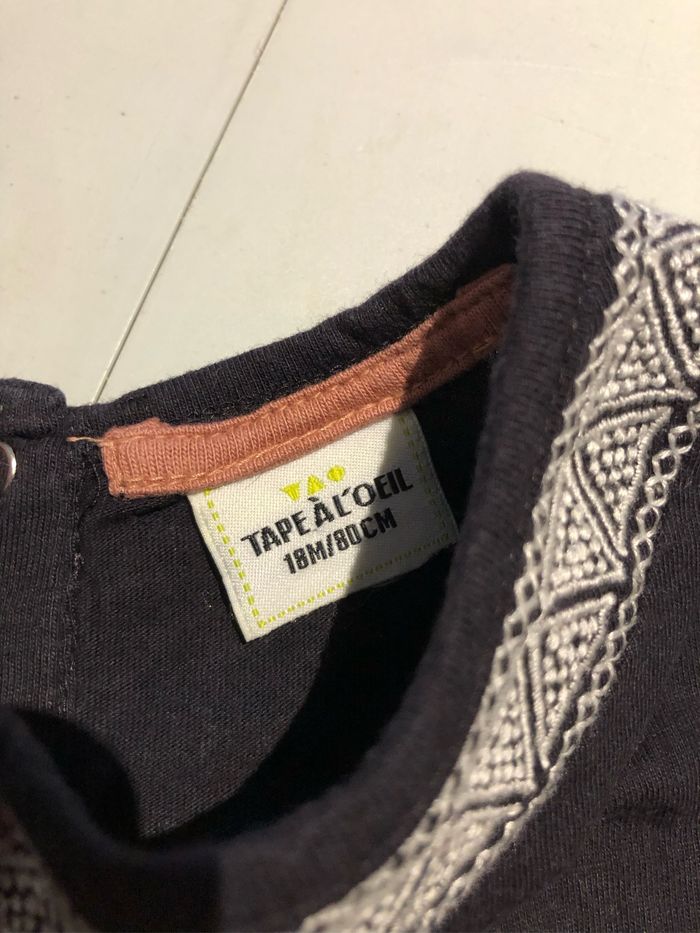 TAO
TAPE À L'OEIL
18M/80CM